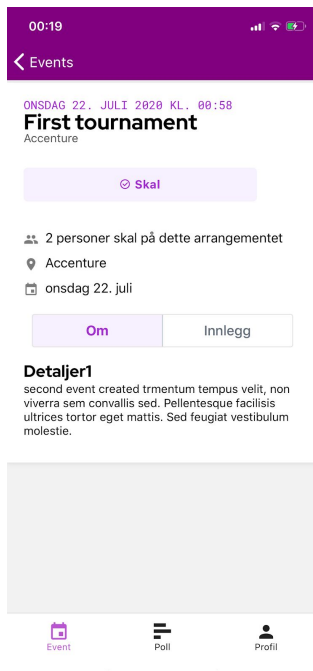 00:19
Events
ONSDAG 22. JULI 2020 KL. 00:58
First tournament
Accenture
Skal
2 personer skal på dette arrangementet
Accenture
onsdag 22. juli
Om
Innlegg
Detaljer1
second event created trmentum tempus velit, non
viverra sem convallis sed. Pellentesque facilisis
ultrices tortor eget mattis. Sed feugiat vestibulum
molestie.
Event
Poll
Profil